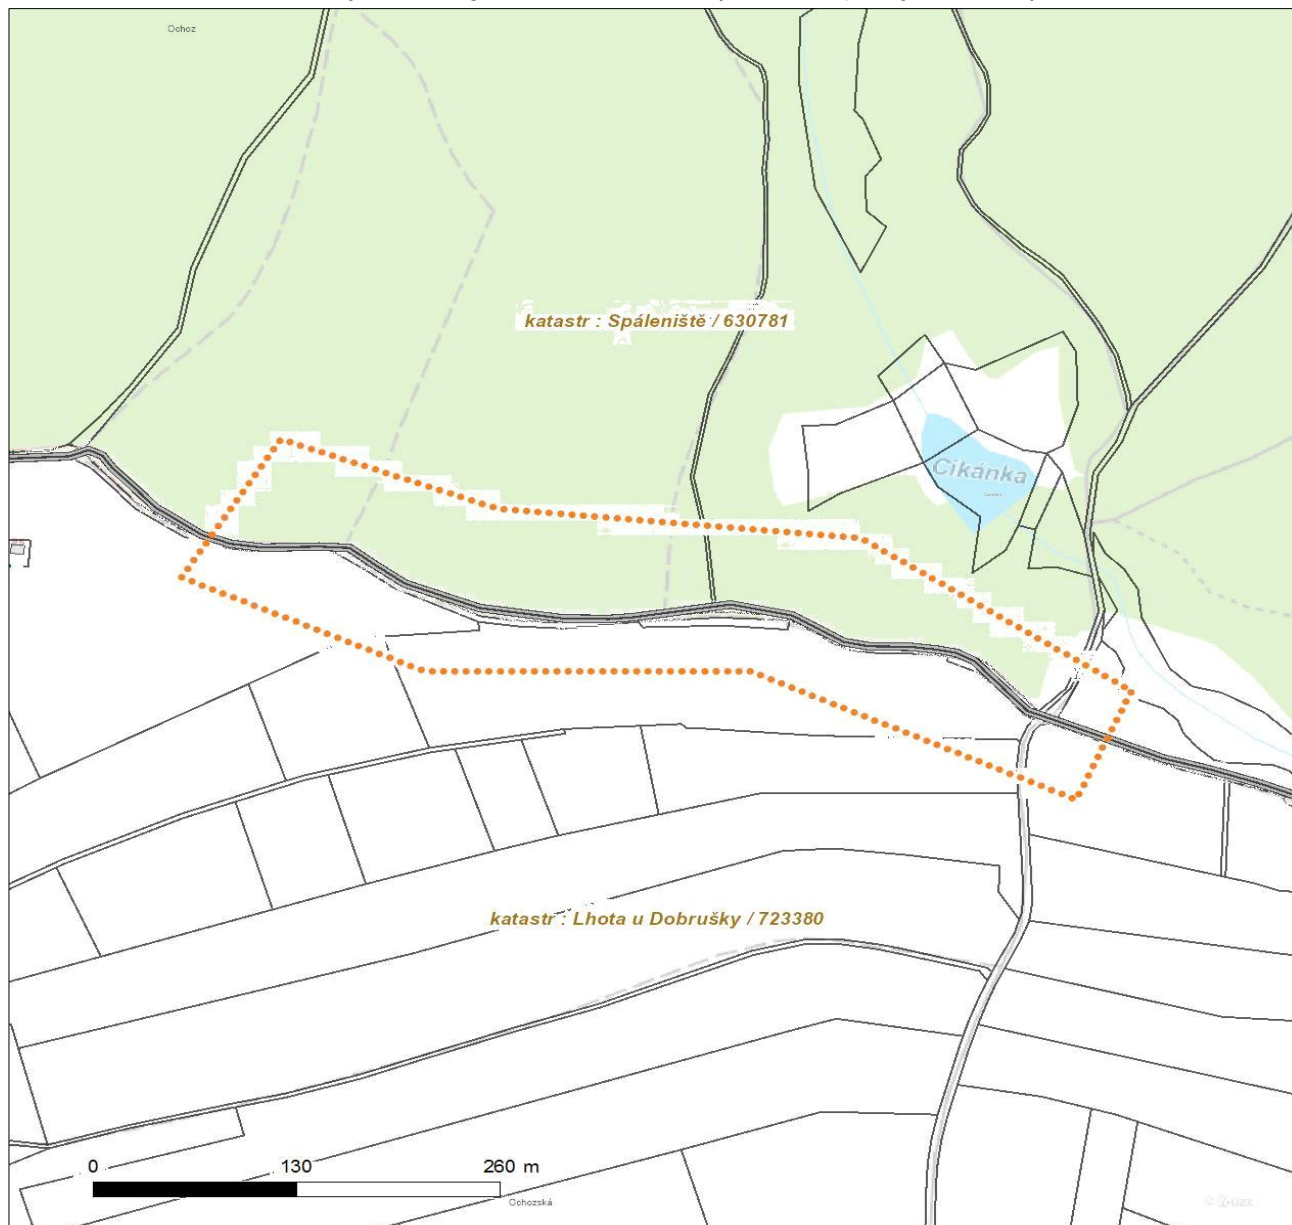 Ochoz
katastr : Spáleniště / 630781
Cikánka
katastr : Lhota u Dobrušky / 723380
0 130 260 m
Ochozská